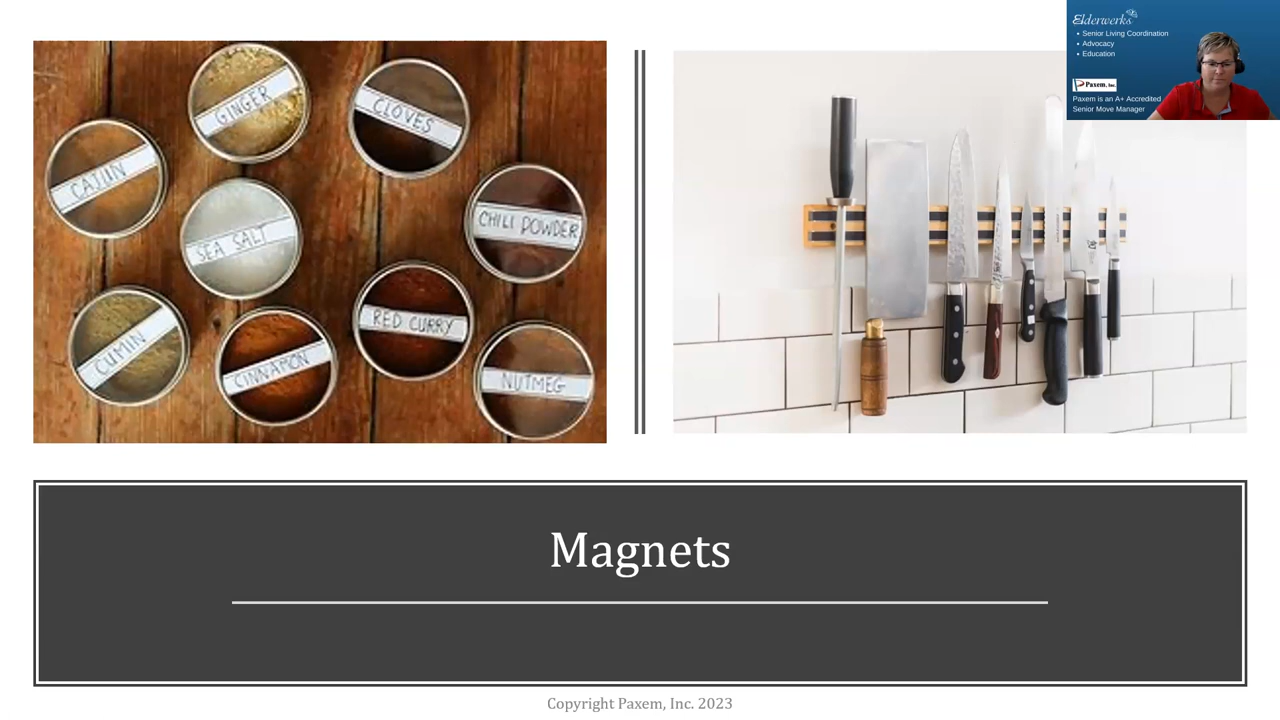 GINGER
CLOVES
CAJUN
SEA SALT
CHILI POWDER
CUMIN
CINNAMON
RED CURRY
NUTMEG
Elderwerks
• Senior Living Coordination
• Advocacy
• Education
Paxem, Inc.
Paxem is an A+ Accredited
Senior Move Manager
Magnets
Copyright Paxem, Inc. 2023